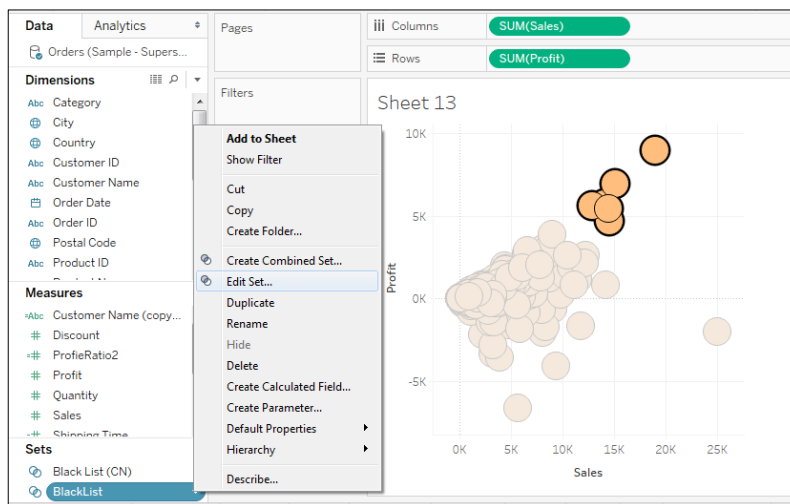 Data
Analytics
Orders (Sample - Supers...
Dimensions
Abc Category
City
Country
Abc Customer ID
Abc Customer Name
Order Date
Abc Order ID
Postal Code
Abc Product ID
Measures
=Abc Customer Name (copy...
# Discount
=# ProfieRatio2
# Profit
# Quantity
# Sales
=# Shipping Time
Sets
Black List (CN)
BlackList
Pages
Filters
Columns
SUM(Sales)
Rows
SUM(Profit)
Add to Sheet
Show Filter
Cut
Copy
Create Folder...
Create Combined Set...
Edit Set...
Duplicate
Rename
Hide
Delete
Create Calculated Field...
Create Parameter...
Default Properties
Hierarchy
Describe...
Sheet 13
10K
5K
0K
-5K
Profit
0K 5K 10K 15K 20K 25K
Sales